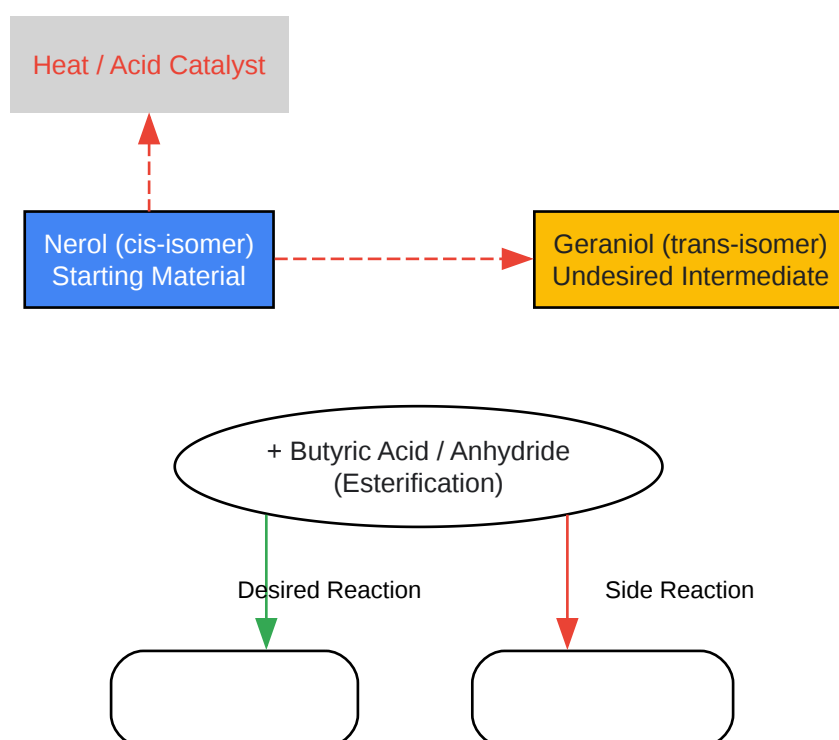 Heat / Acid Catalyst
Nerol (cis-isomer)
Starting Material
Geraniol (trans-isomer)
Undesired Intermediate
+ Butyric Acid / Anhydride
(Esterification)
Desired Reaction
Side Reaction